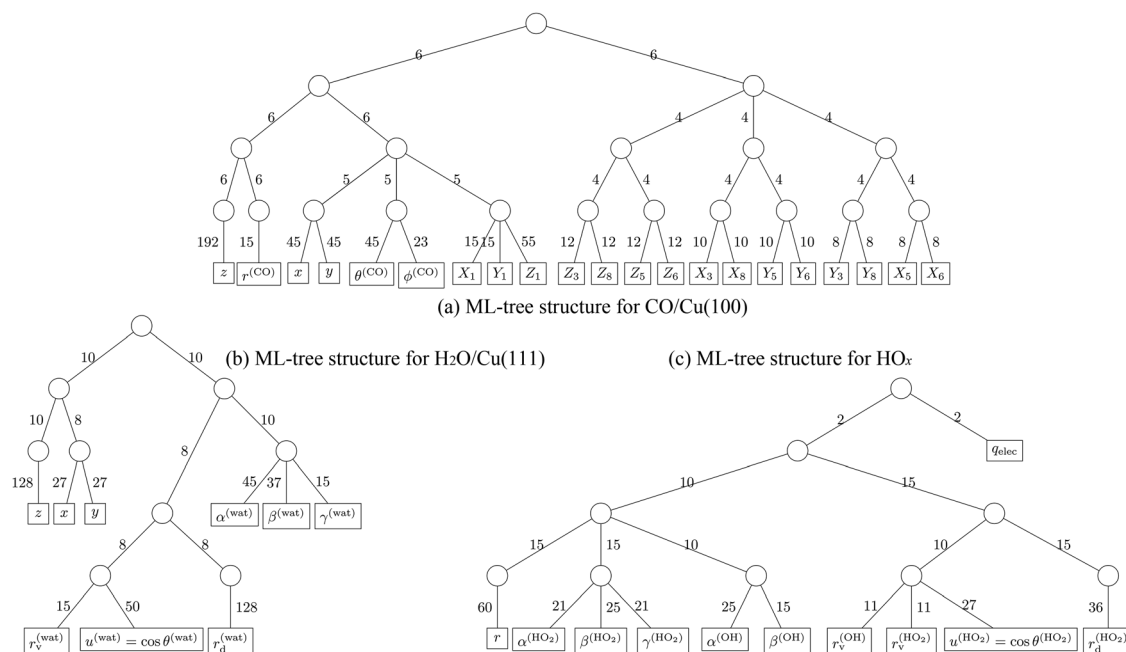 6 6
6 6 4 4 4
6 6 5 5 5 4 4 4 4 4 4
192 15 45 45 45 23 15 15 55 12 12 12 12 10 10 10 10 8 8 8 8
z r^(CO) x y θ^(CO) ϕ^(CO) X₁ Y₁ Z₁ Z₃ Z₈ Z₅ Z₆ X₃ X₈ Y₅ Y₆ Y₃ Y₈ X₅ X₆
(a) ML-tree structure for CO/Cu(100)
(b) ML-tree structure for H₂O/Cu(111)
10 10
10 8 8 10
128 27 27 45 37 15
z x y α^(wat) β^(wat) γ^(wat)
8 8
15 50 128
r_v^(wat) u^(wat) = cos θ^(wat) r_d^(wat)
(c) ML-tree structure for HOₓ
2 2
q_elec
10 15
15 15 10 10 15
60 21 25 21 25 15 11 11 27 36
r α^(HO₂) β^(HO₂) γ^(HO₂) α^(OH) β^(OH) r_v^(OH) r_v^(HO₂) u^(HO₂) = cos θ^(HO₂) r_d^(HO₂)